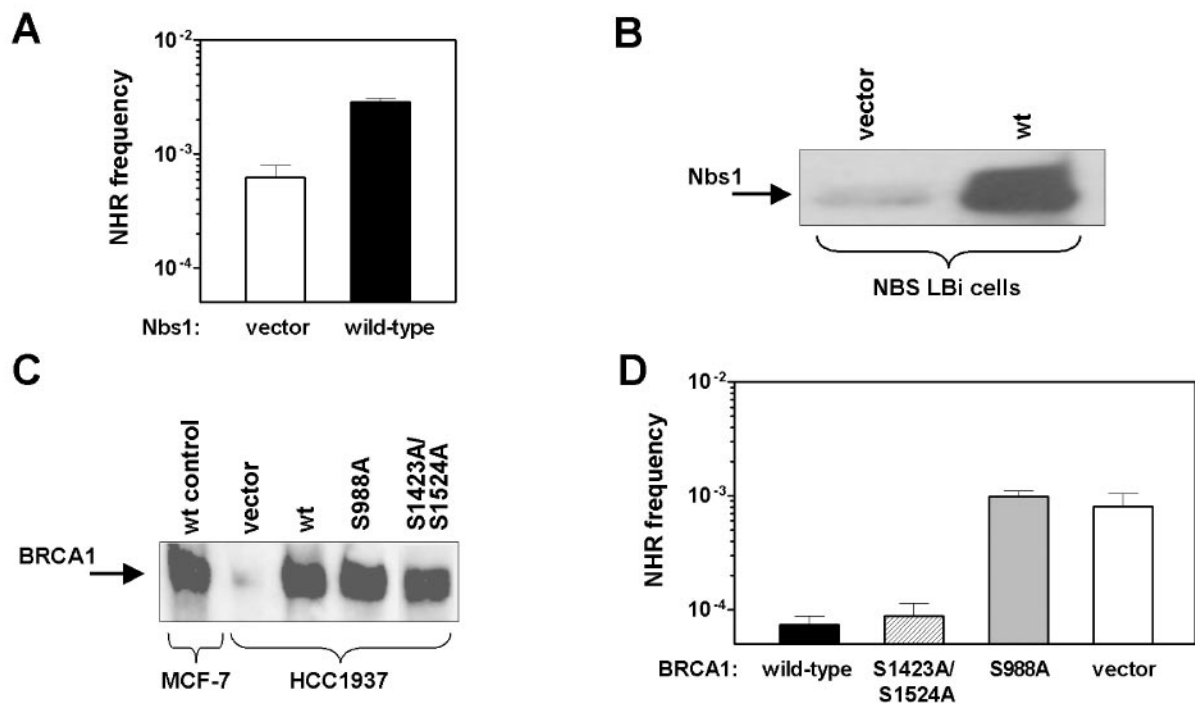 A
NHR frequency
10-2
10-3
10-4
Nbs1: vector wild-type
B
vector
wt
Nbs1
NBS LBi cells
C
wt control
vector
wt
S988A
S1423A/
S1524A
BRCA1
MCF-7 HCC1937
D
NHR frequency
10-2
10-3
10-4
BRCA1: wild-type S1423A/ S988A vector
S1524A